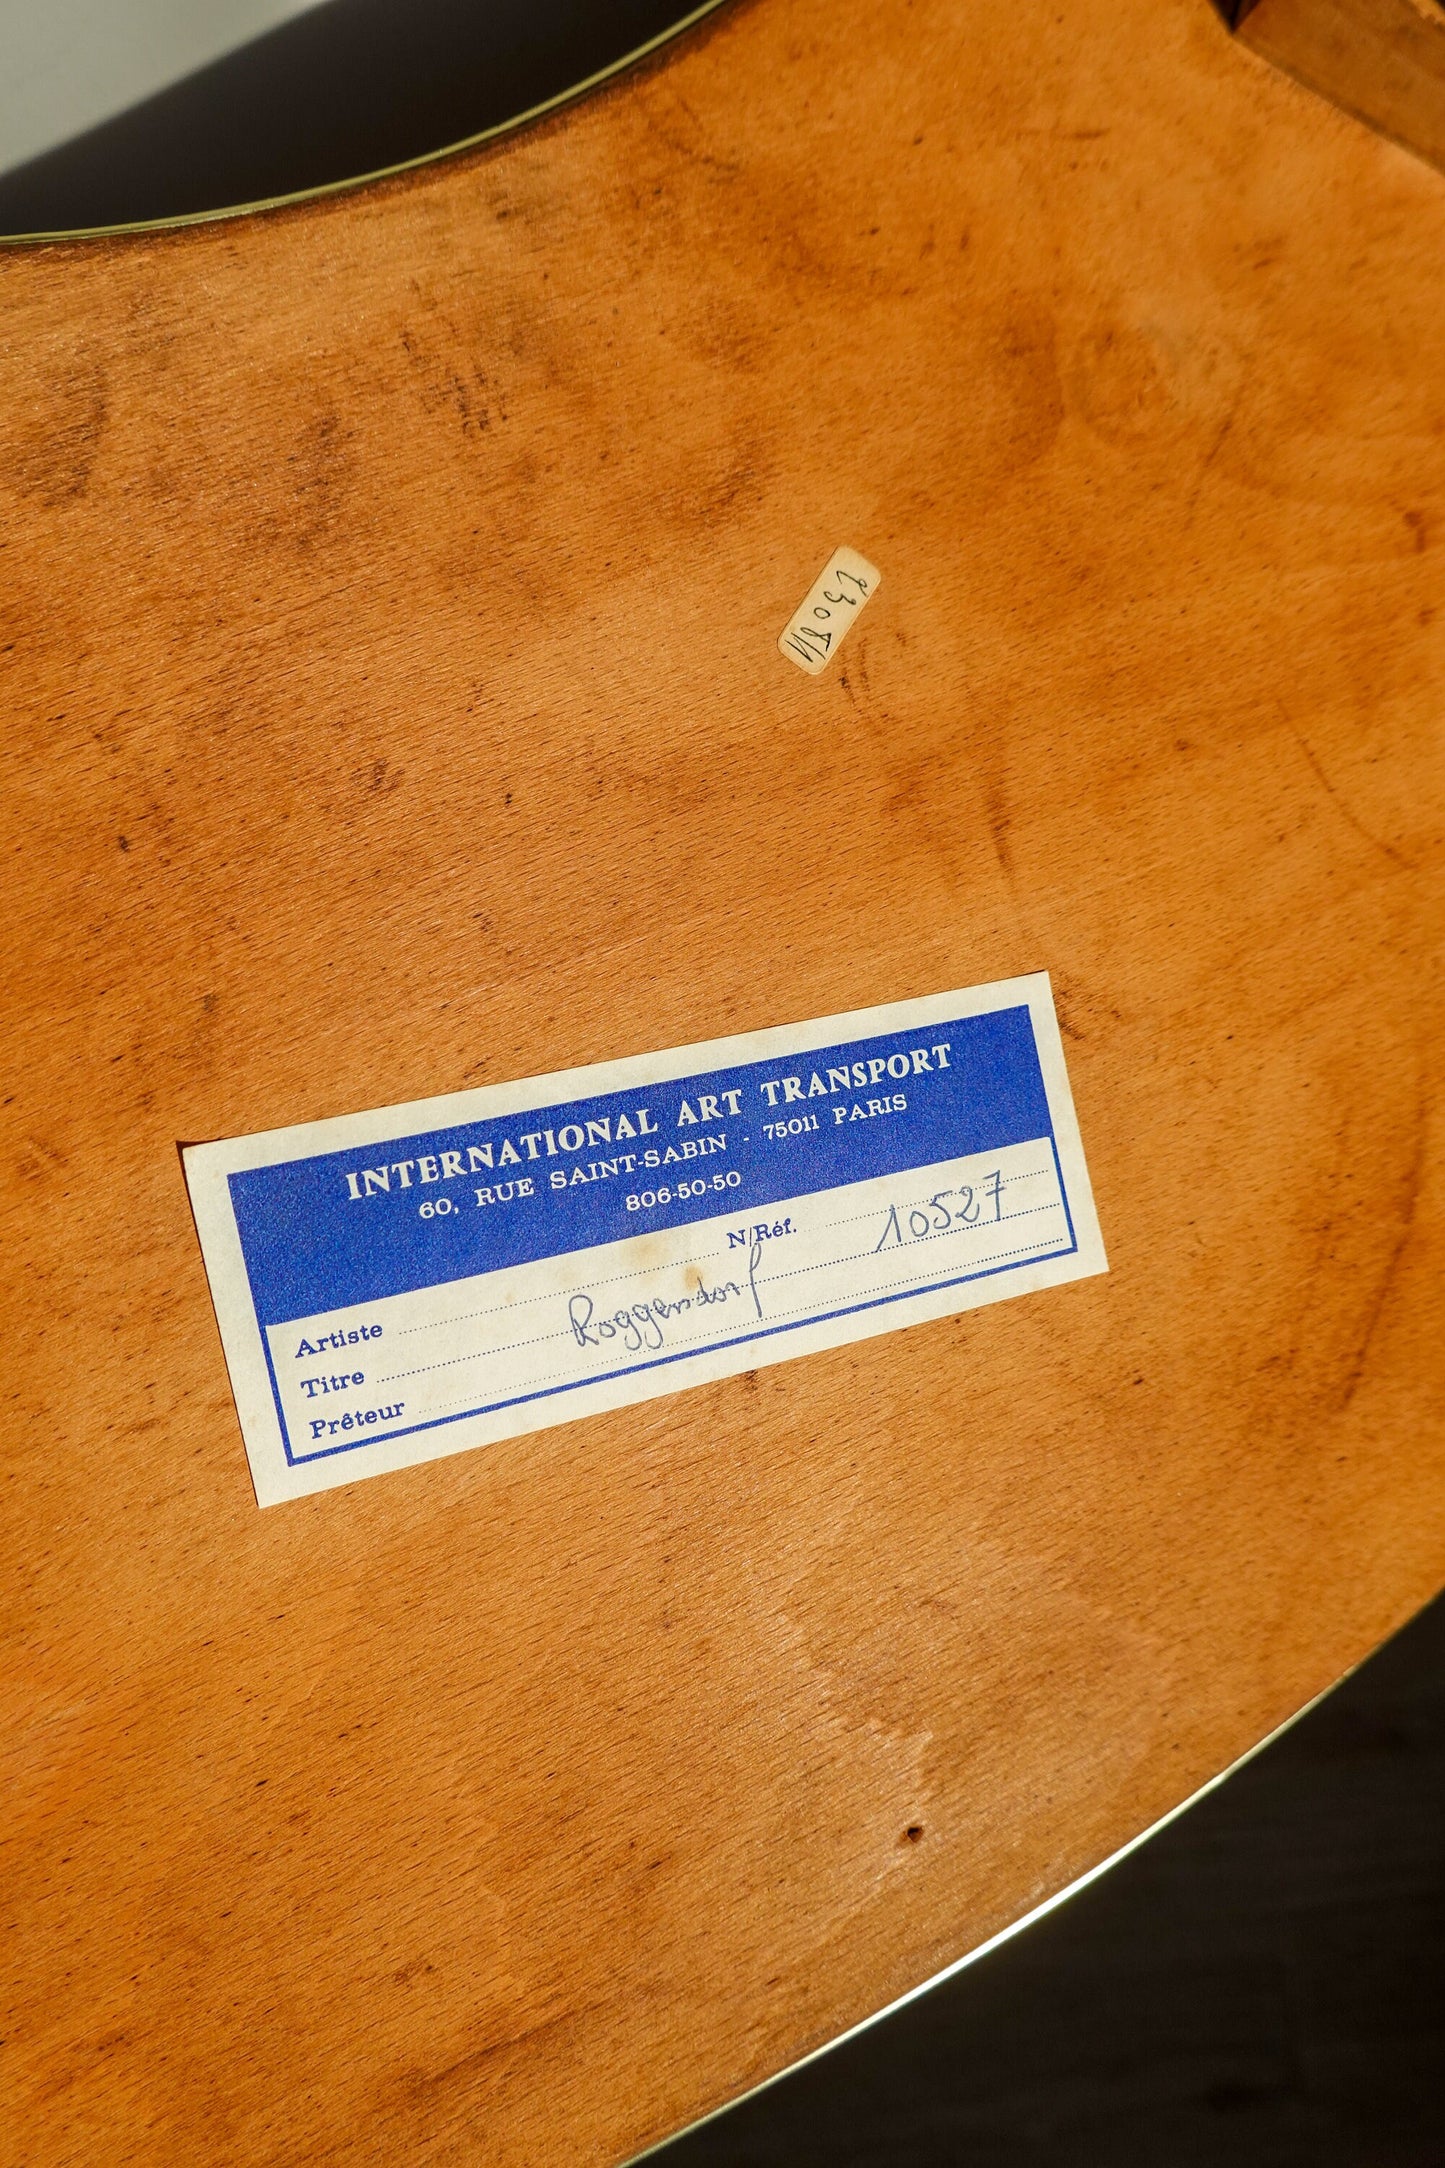 INTERNATIONAL ART TRANSPORT
60, RUE SAINT-SABIN - 75011 PARIS
806-50-50
N/Réf. 10527
Artiste
Titre Roggendorf
Prêteur